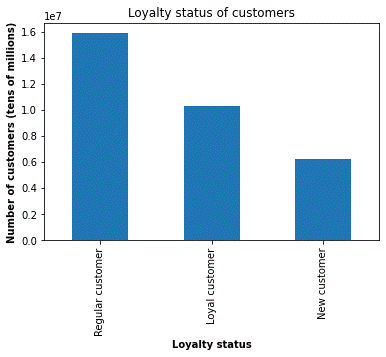 Loyalty status of customers
1e7
1.6
1.4
1.2
1.0
0.8
0.6
0.4
0.2
0.0
Number of customers (tens of millions)
Regular customer
Loyal customer
New customer
Loyalty status